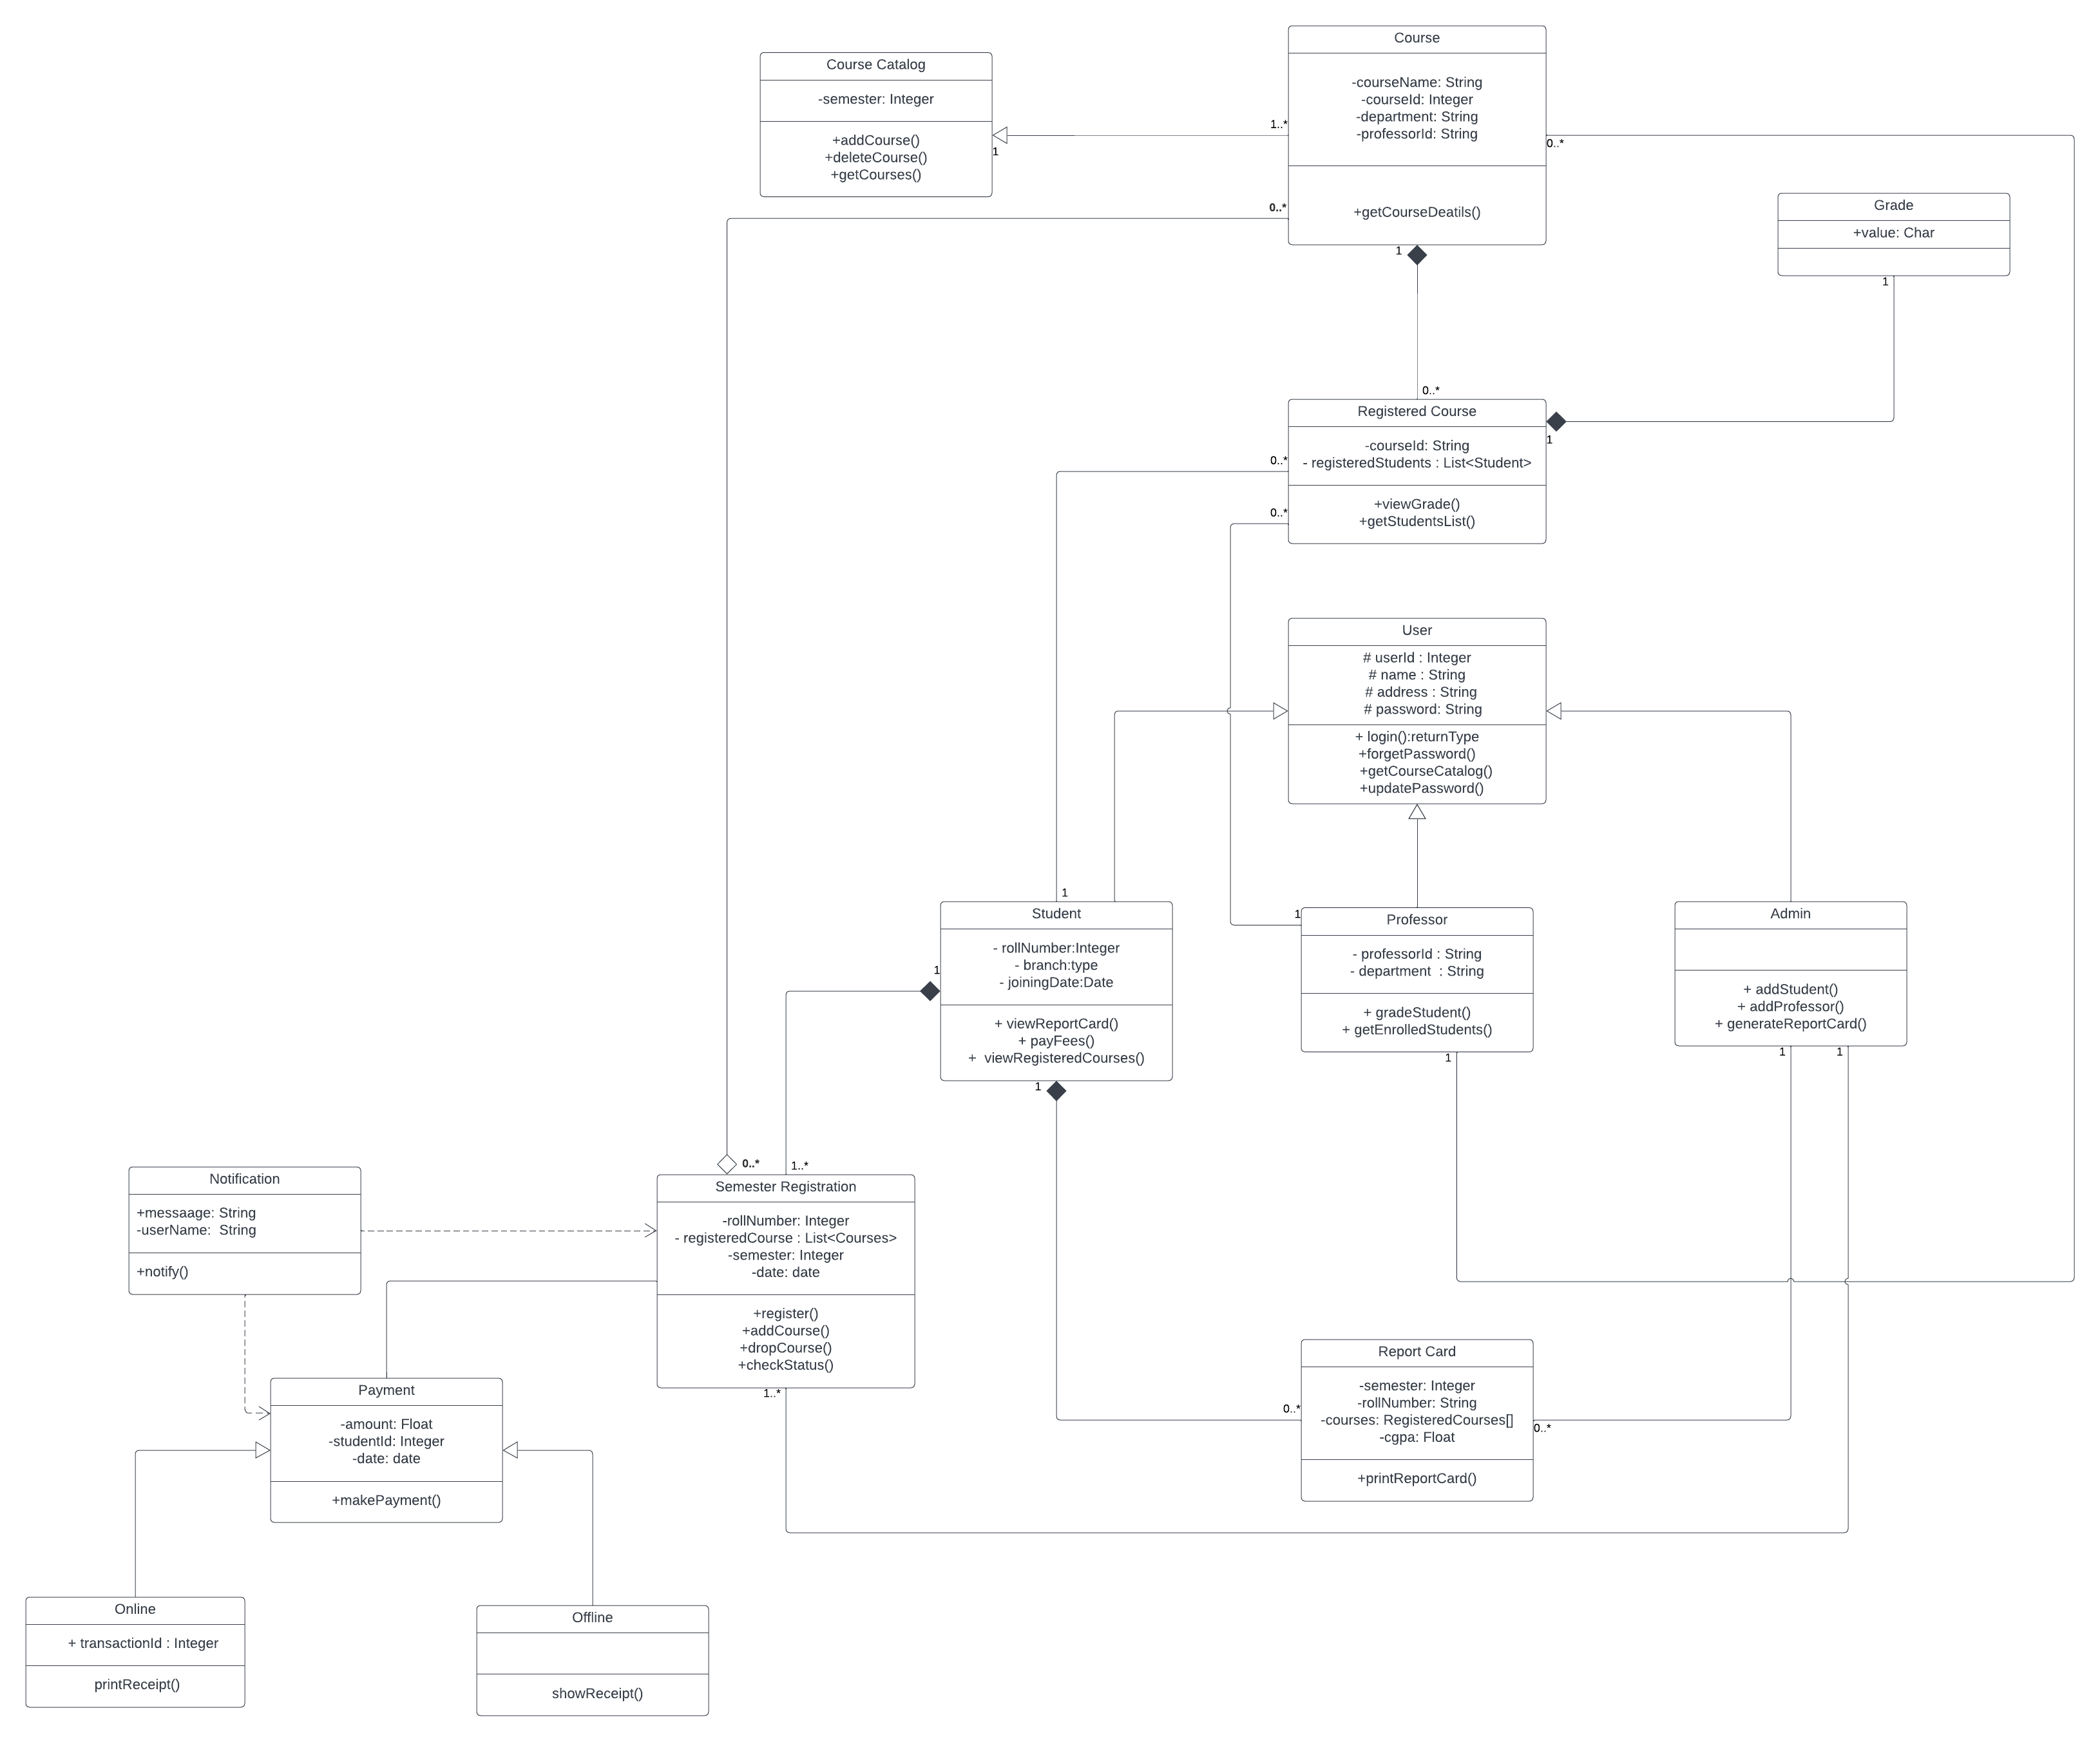 Course
-courseName: String
-courseId: Integer
-department: String
-professorId: String
+getCourseDeatils()
Course Catalog
-semester: Integer
+addCourse()
+deleteCourse()
+getCourses()
1..*
1
0..*
0..*
1
Grade
+value: Char
1
0..*
Registered Course
-courseId: String
- registeredStudents : List<Student>
+viewGrade()
+getStudentsList()
1
0..*
0..*
User
# userId : Integer
# name : String
# address : String
# password: String
+ login():returnType
+forgetPassword()
+getCourseCatalog()
+updatePassword()
1
Student
- rollNumber:Integer
- branch:type
- joiningDate:Date
+ viewReportCard()
+ payFees()
+  viewRegisteredCourses()
1
1
1
Professor
- professorId : String
- department  : String
+ gradeStudent()
+ getEnrolledStudents()
1
Admin
+ addStudent()
+ addProfessor()
+ generateReportCard()
1
1
Notification
+messaage: String
-userName:  String
+notify()
0..*
1..*
Semester Registration
-rollNumber: Integer
- registeredCourse : List<Courses>
-semester: Integer
-date: date
+register()
+addCourse()
+dropCourse()
+checkStatus()
1..*
Payment
-amount: Float
-studentId: Integer
-date: date
+makePayment()
Report Card
-semester: Integer
-rollNumber: String
-courses: RegisteredCourses[]
-cgpa: Float
+printReportCard()
0..*
0..*
Online
+ transactionId : Integer
printReceipt()
Offline
showReceipt()